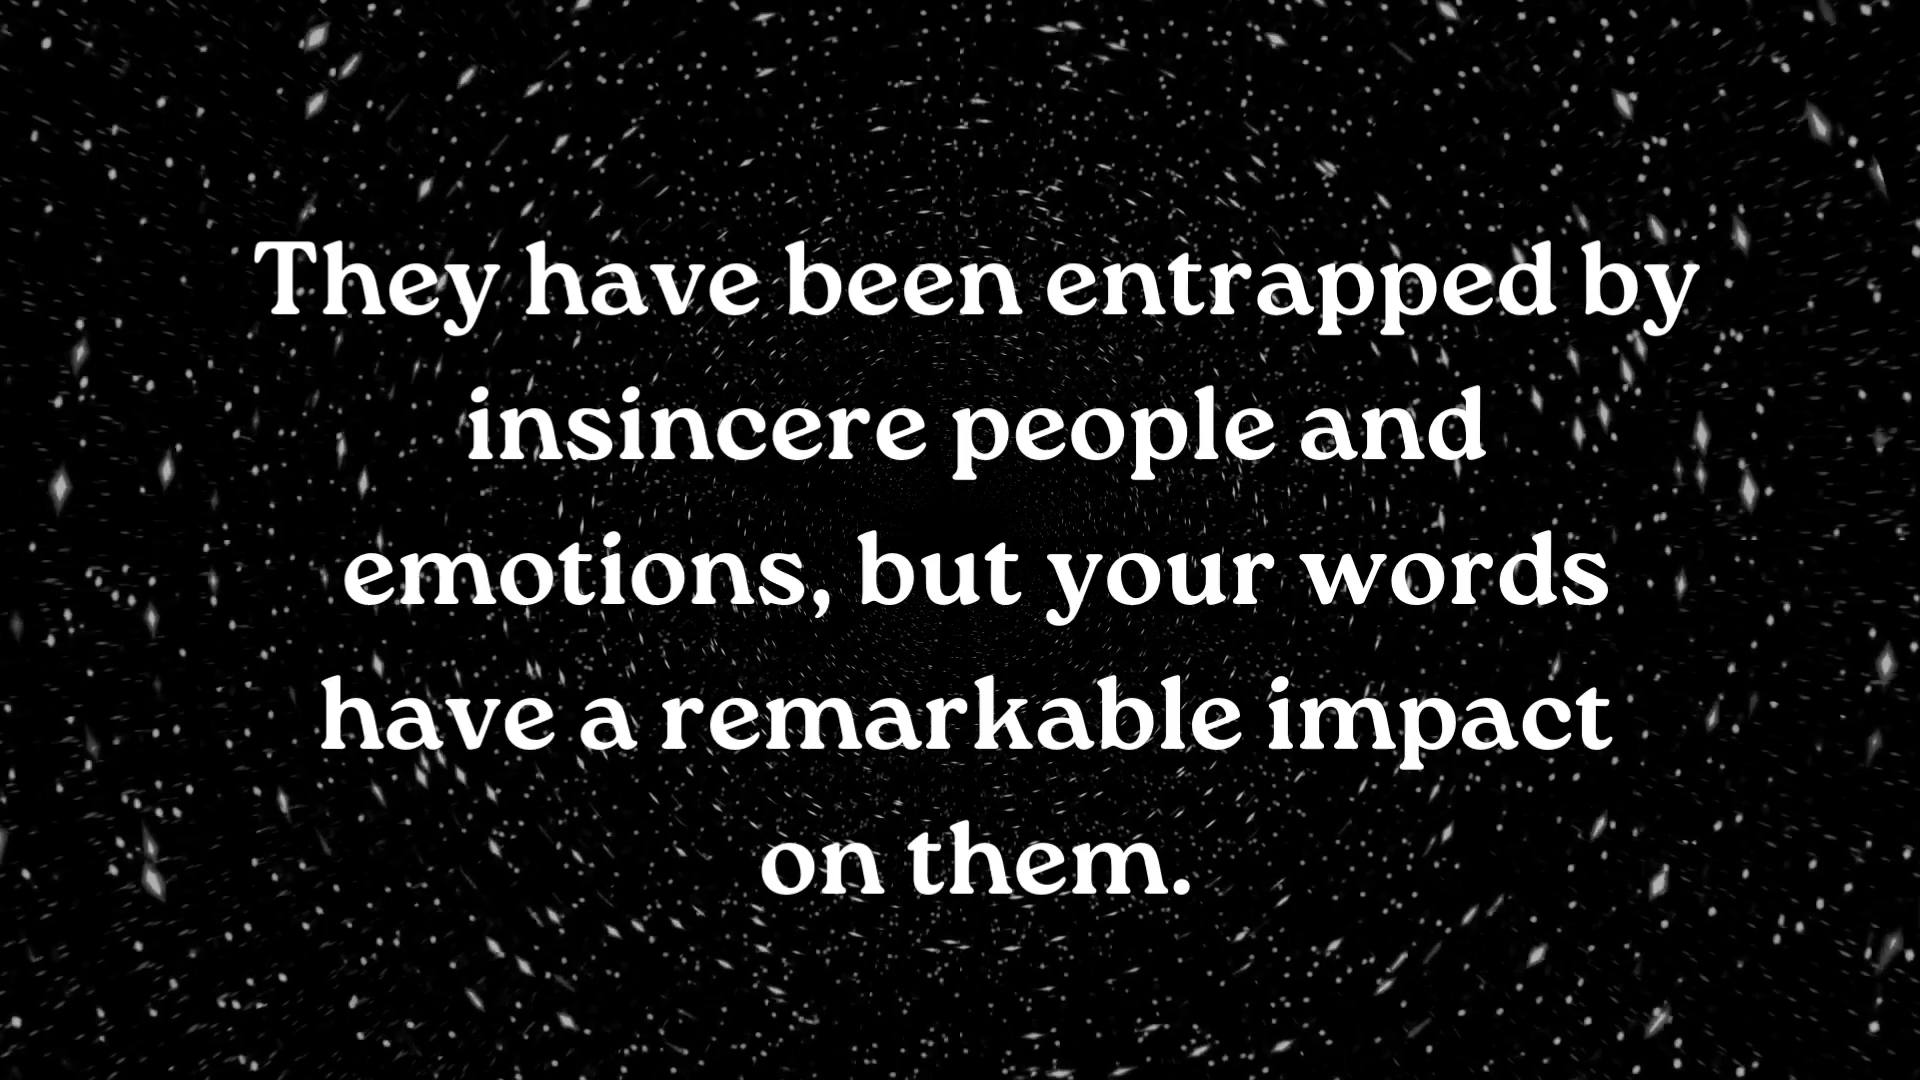 They have been entrapped by
insincere people and
emotions, but your words
have a remarkable impact
on them.